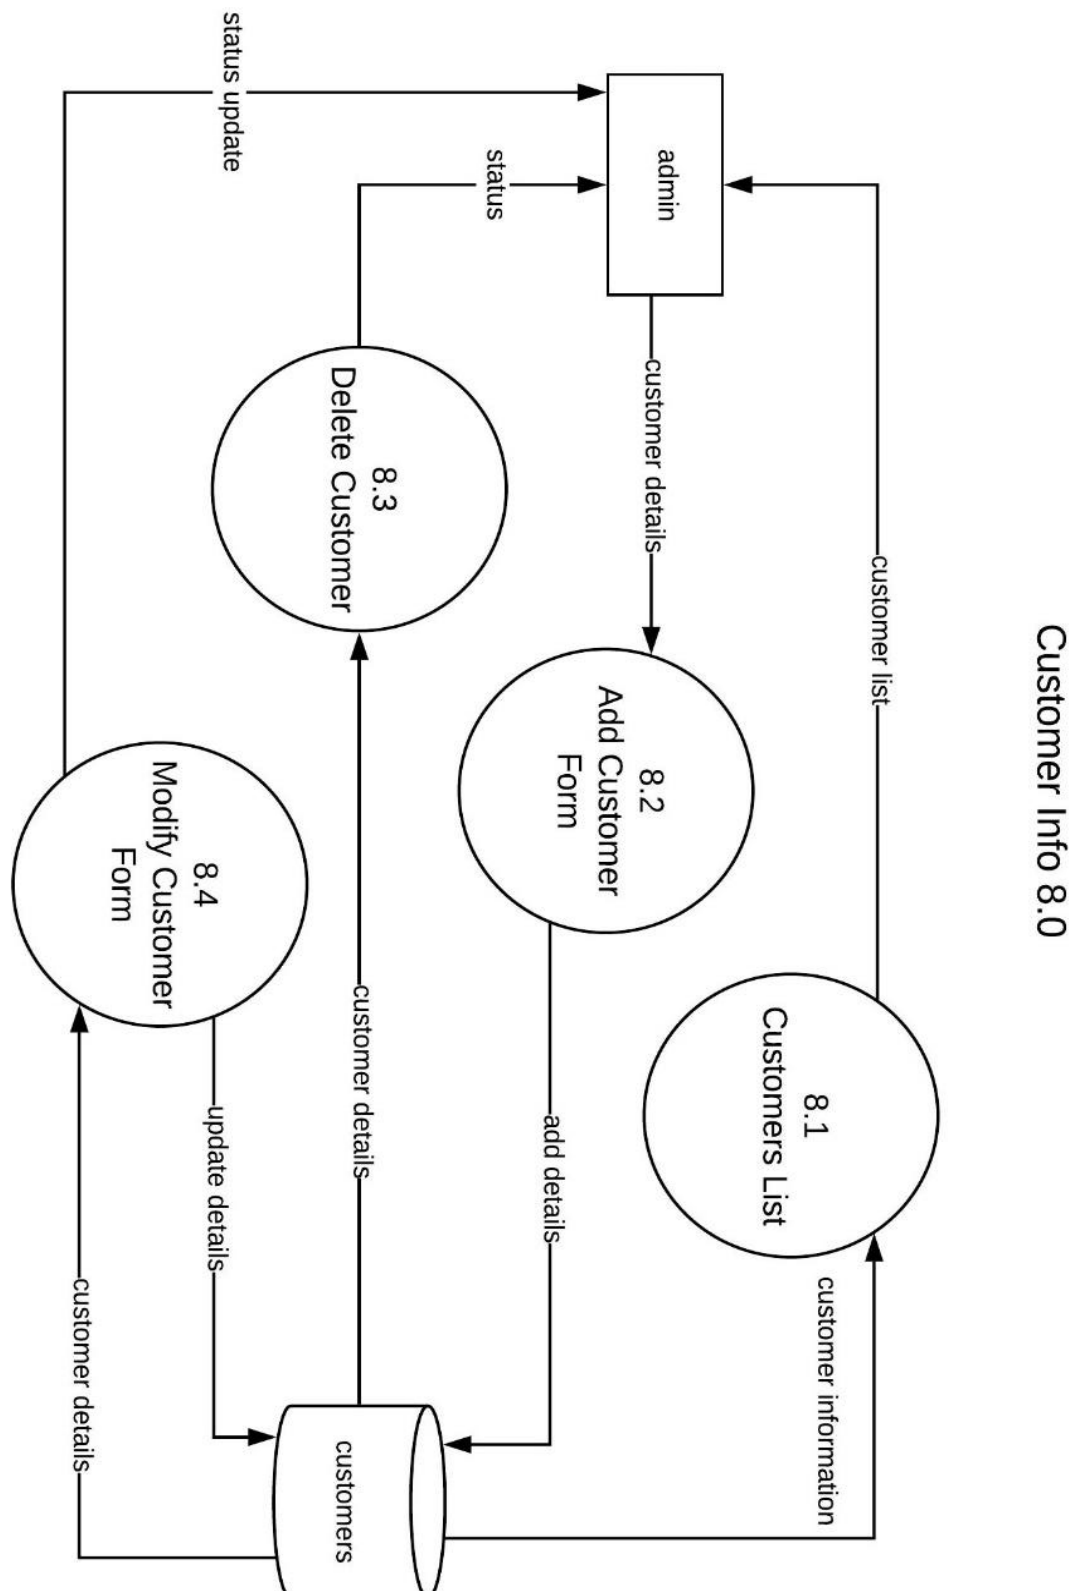 Customer Info 8.0
customer list
8.1
Customers List
customer information
admin
customer details
8.2
Add Customer
Form
add details
status
8.3
Delete Customer
customer details
customers
status update
8.4
Modify Customer
Form
update details
customer details